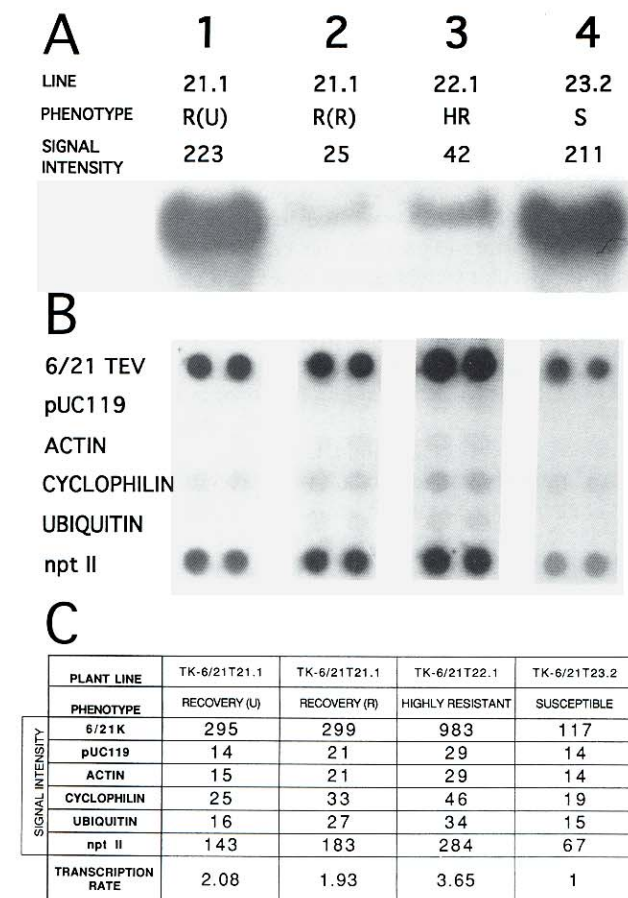 A 1 2 3 4
LINE 21.1 21.1 22.1 23.2
PHENOTYPE R(U) R(R) HR S
SIGNAL INTENSITY 223 25 42 211
B
6/21 TEV
pUC119
ACTIN
CYCLOPHILIN
UBIQUITIN
npt II
C
PLANT LINE TK-6/21T21.1 TK-6/21T21.1 TK-6/21T22.1 TK-6/21T23.2
PHENOTYPE RECOVERY (U) RECOVERY (R) HIGHLY RESISTANT SUSCEPTIBLE
SIGNAL INTENSITY
6/21K 295 299 983 117
pUC119 14 21 29 14
ACTIN 15 21 29 14
CYCLOPHILIN 25 33 46 19
UBIQUITIN 16 27 34 15
npt II 143 183 284 67
TRANSCRIPTION RATE 2.08 1.93 3.65 1